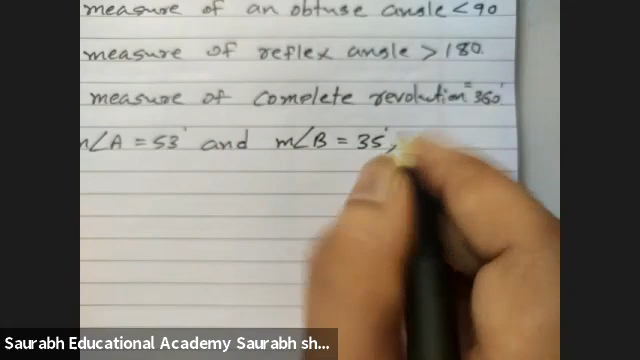 measure of an obtuse angle < 90
measure of reflex angle > 180.
measure of complete revolution = 360°
m∠A = 53° and m∠B = 35°,
Saurabh Educational Academy Saurabh sh...